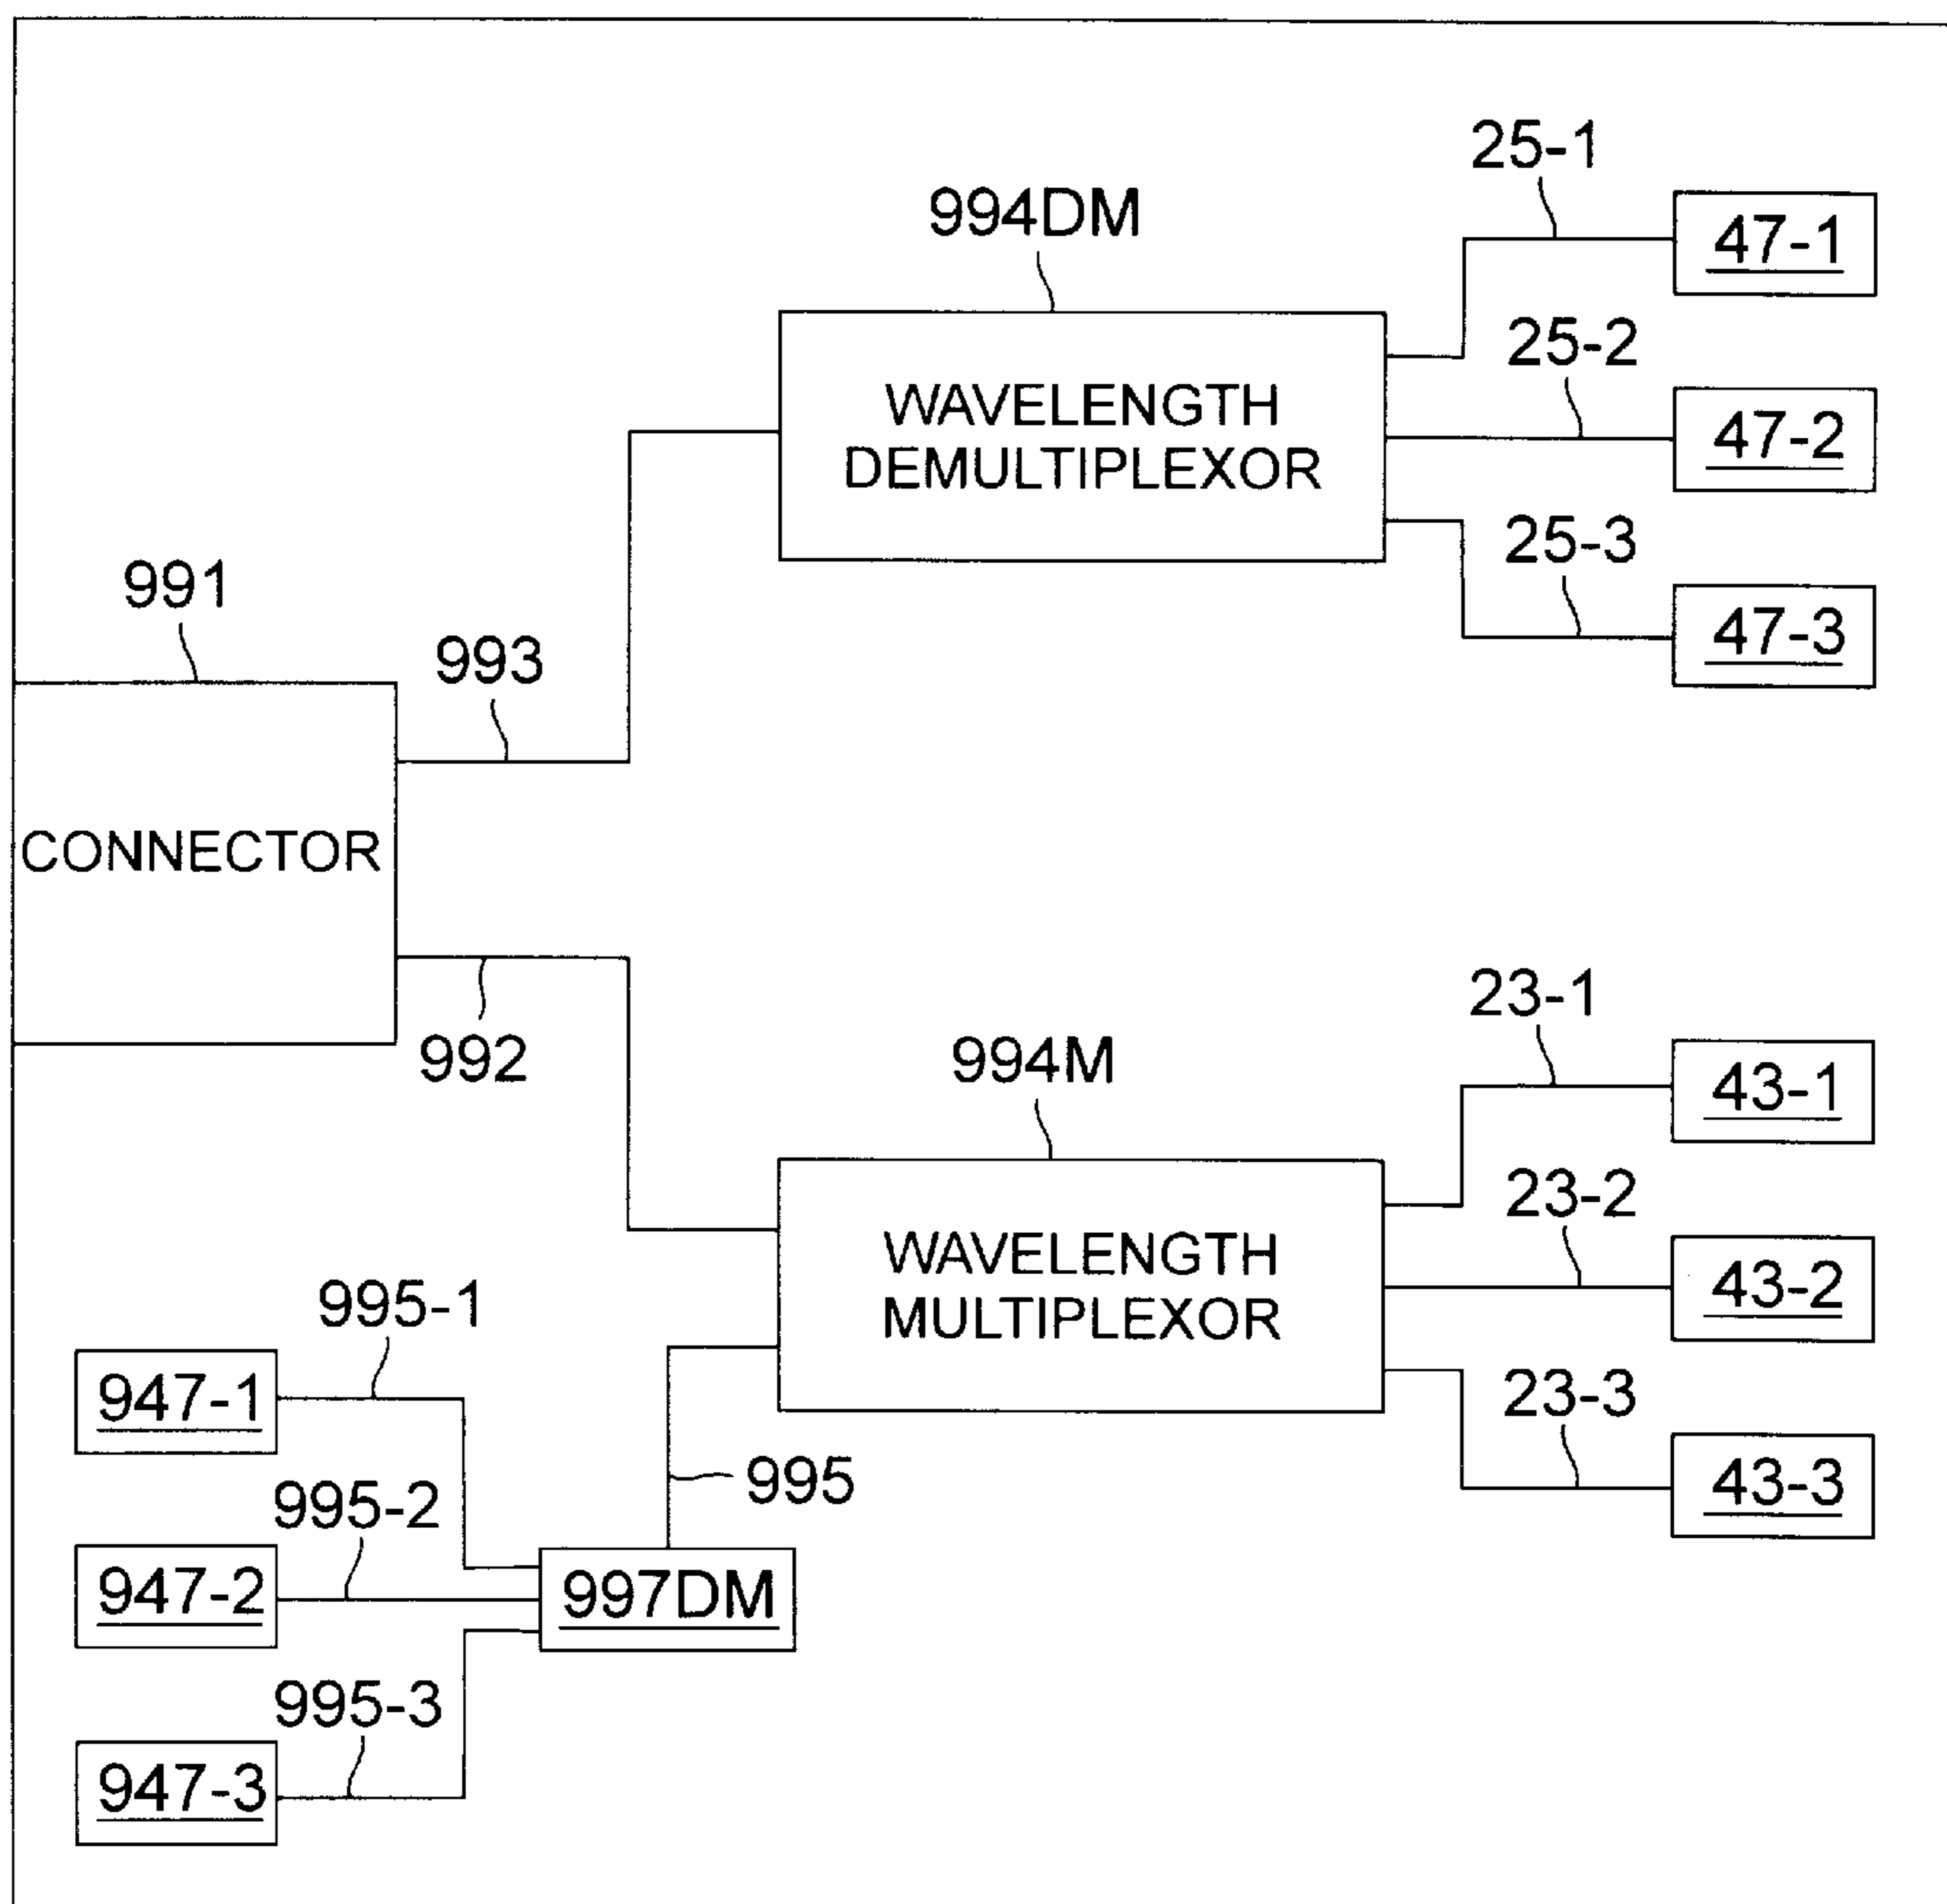 25-1
994DM
47-1
25-2
WAVELENGTH
DEMULTIPLEXOR
47-2
25-3
991
993
47-3
CONNECTOR
992
23-1
994M
43-1
23-2
WAVELENGTH
MULTIPLEXOR
43-2
995-1
23-3
947-1
995
43-3
995-2
947-2
997DM
995-3
947-3